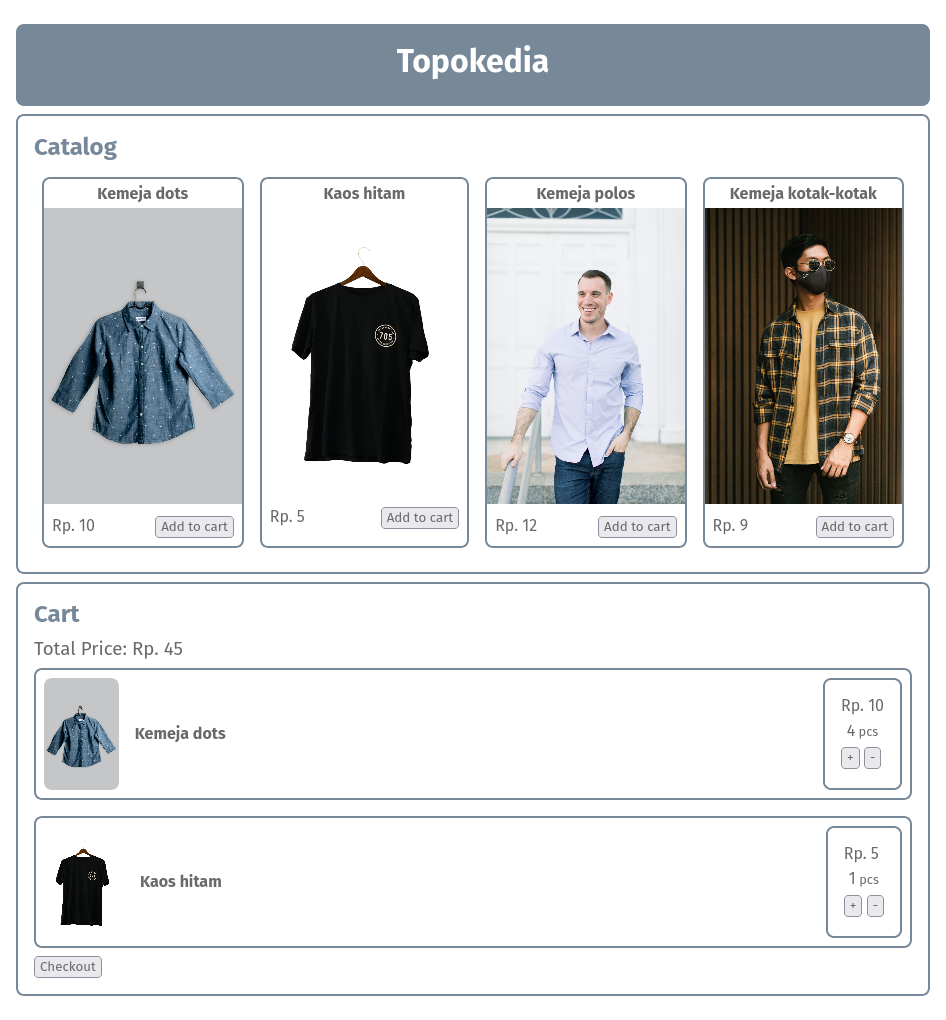 Topokedia
Catalog
Kemeja dots
Rp. 10
Add to cart
Kaos hitam
705
Rp. 5
Add to cart
Kemeja polos
Rp. 12
Add to cart
Kemeja kotak-kotak
Rp. 9
Add to cart
Cart
Total Price: Rp. 45
Kemeja dots
Rp. 10
4 pcs
+ -
Kaos hitam
Rp. 5
1 pcs
+ -
Checkout